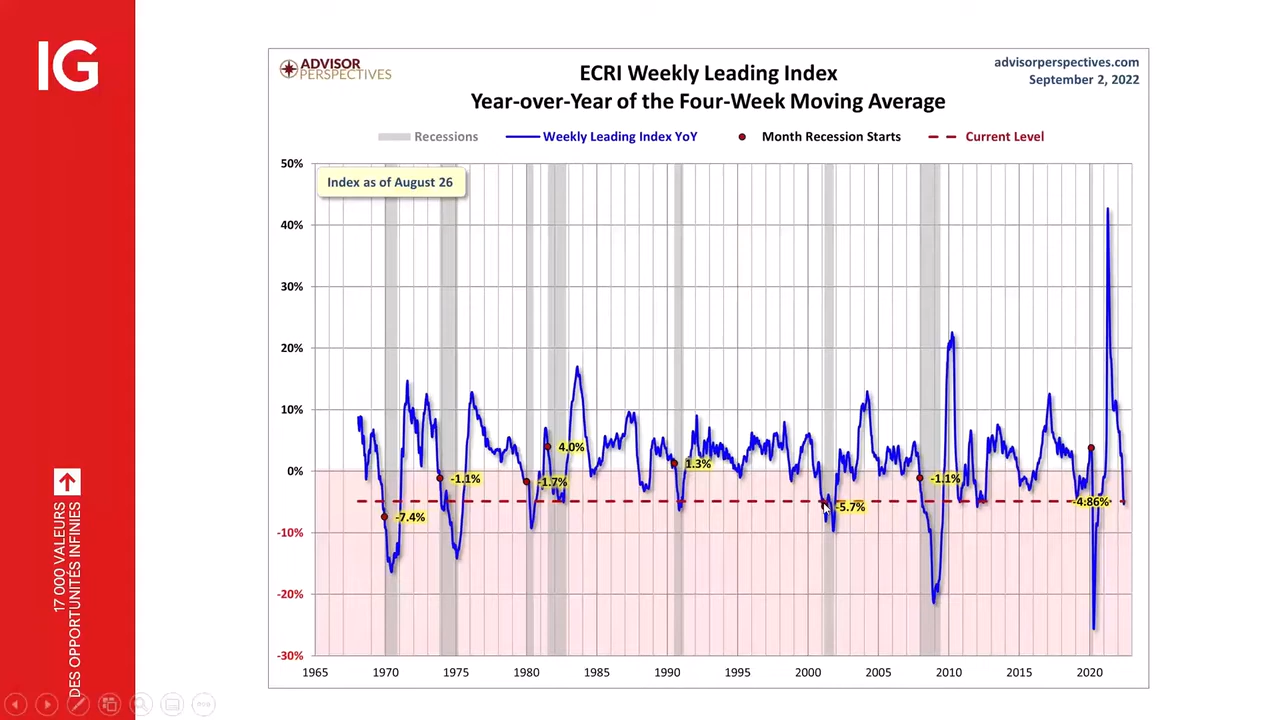 IG
17 000 VALEURS
DES OPPORTUNITÉS INFINIES
ADVISOR
PERSPECTIVES
ECRI Weekly Leading Index
Year-over-Year of the Four-Week Moving Average
advisorperspectives.com
September 2, 2022
Recessions
Weekly Leading Index YoY
Month Recession Starts
Current Level
Index as of August 26
50%
40%
30%
20%
10%
0%
-10%
-20%
-30%
-7.4%
-1.1%
-1.7%
4.0%
1.3%
-5.7%
-1.1%
-4.86%
1965 1970 1975 1980 1985 1990 1995 2000 2005 2010 2015 2020